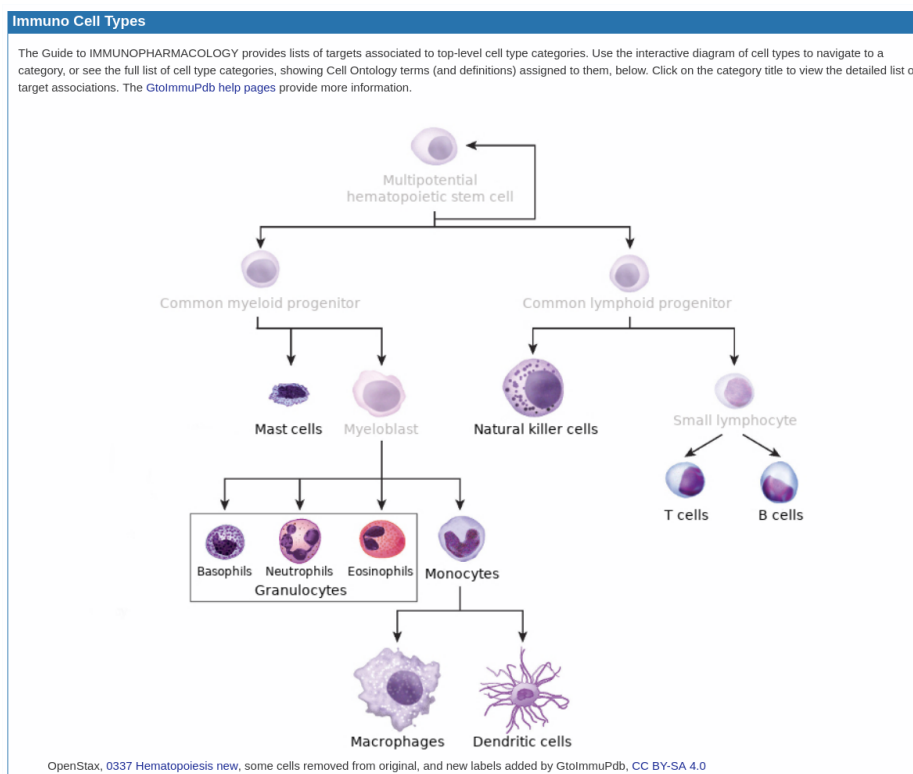 Immuno Cell Types
The Guide to IMMUNOPHARMACOLOGY provides lists of targets associated to top-level cell type categories. Use the interactive diagram of cell types to navigate to a
category, or see the full list of cell type categories, showing Cell Ontology terms (and definitions) assigned to them, below. Click on the category title to view the detailed list o
target associations. The GtoImmuPdb help pages provide more information.
Multipotential
hematopoietic stem cell
Common myeloid progenitor
Common lymphoid progenitor
Mast cells
Myeloblast
Natural killer cells
Small lymphocyte
T cells
B cells
Basophils
Neutrophils
Eosinophils
Granulocytes
Monocytes
Macrophages
Dendritic cells
OpenStax, 0337 Hematopoiesis new, some cells removed from original, and new labels added by GtoImmuPdb, CC BY-SA 4.0